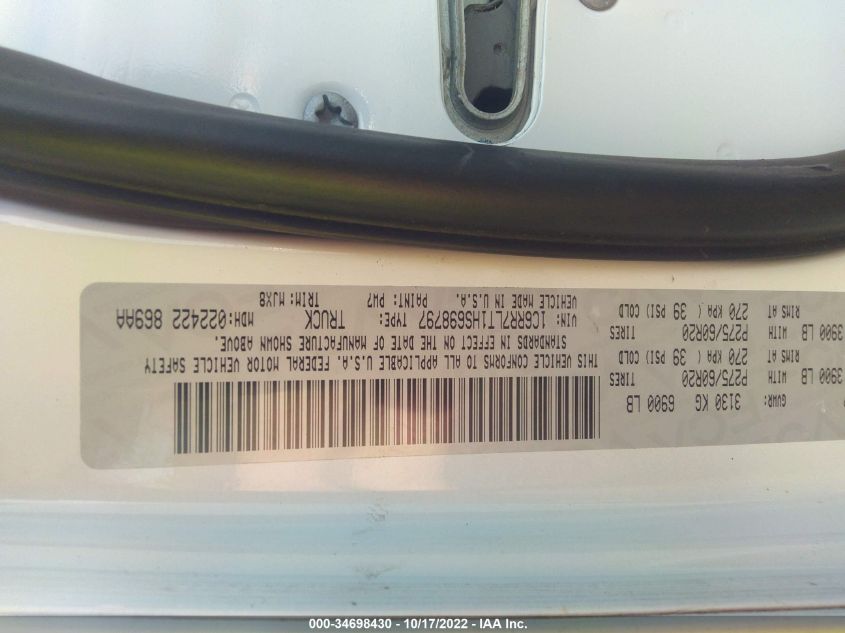 GVWR: 3130 KG 6900 LB
3900 LB WITH P275/60R20 TIRES
RIMS AT 270 KPA ( 39 PSI) COLD
3900 LB WITH P275/60R20 TIRES
RIMS AT 270 KPA ( 39 PSI) COLD
THIS VEHICLE CONFORMS TO ALL APPLICABLE U.S.A. FEDERAL MOTOR VEHICLE SAFETY
STANDARDS IN EFFECT ON THE DATE OF MANUFACTURE SHOWN ABOVE.
VIN: 1C6RR7LT1HS698797 TYPE: TRUCK MDH:022422 869AA
VEHICLE MADE IN U.S.A. PAINT: PW7 TRIM:MJX8
000-34698430 - 10/17/2022 - IAA Inc.